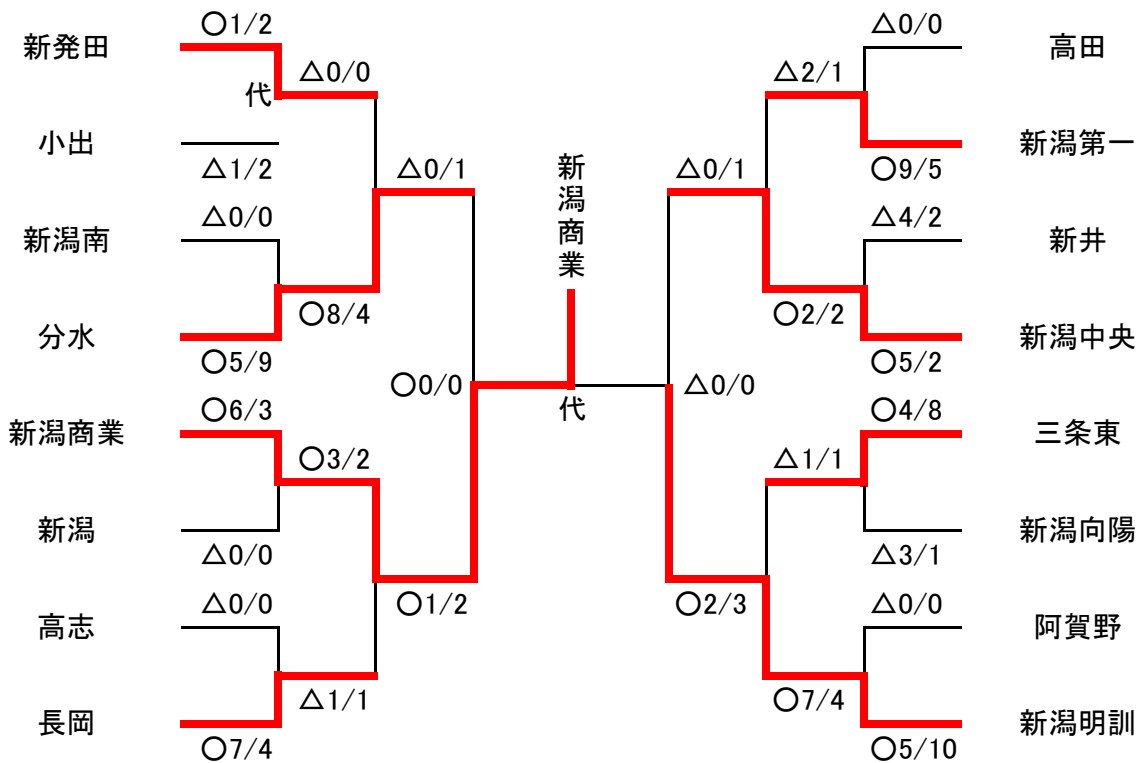 ○1/2
△0/0
新発田
△0/0
△2/1
高田
代
小出
新潟第一
△1/2
△0/1
新潟商業
△0/1
○9/5
△0/0
△4/2
新潟南
新井
○8/4
○2/2
分水
新潟中央
○5/9
○0/0
△0/0
○5/2
○6/3
代
○4/8
新潟商業
三条東
○3/2
△1/1
新潟
新潟向陽
△0/0
△3/1
△0/0
○1/2
○2/3
△0/0
高志
阿賀野
△1/1
○7/4
長岡
新潟明訓
○7/4
○5/10